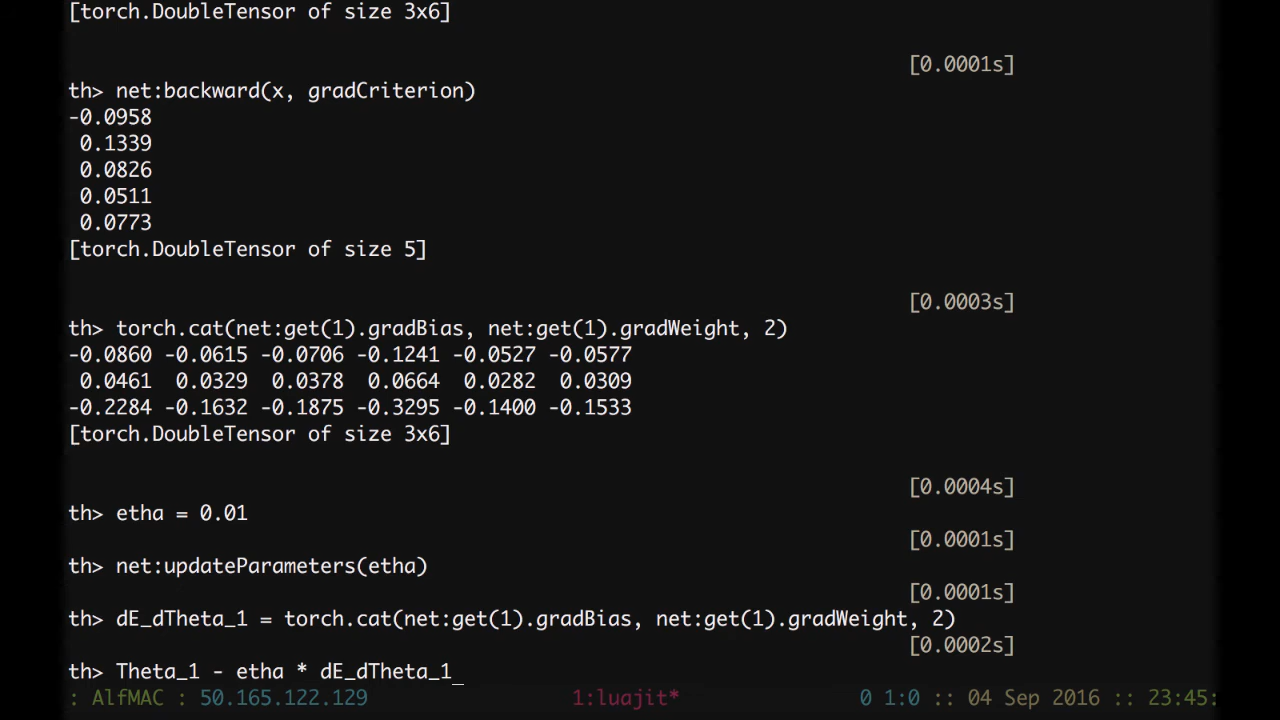 [torch.DoubleTensor of size 3x6]
[0.0001s]
th> net:backward(x, gradCriterion)
-0.0958
0.1339
0.0826
0.0511
0.0773
[torch.DoubleTensor of size 5]
[0.0003s]
th> torch.cat(net:get(1).gradBias, net:get(1).gradWeight, 2)
-0.0860 -0.0615 -0.0706 -0.1241 -0.0527 -0.0577
0.0461 0.0329 0.0378 0.0664 0.0282 0.0309
-0.2284 -0.1632 -0.1875 -0.3295 -0.1400 -0.1533
[torch.DoubleTensor of size 3x6]
[0.0004s]
th> etha = 0.01
[0.0001s]
th> net:updateParameters(etha)
[0.0001s]
th> dE_dTheta_1 = torch.cat(net:get(1).gradBias, net:get(1).gradWeight, 2)
[0.0002s]
th> Theta_1 - etha * dE_dTheta_1_
: AlfMAC : 50.165.122.129 1:luajit* 0 1:0 :: 04 Sep 2016 :: 23:45: